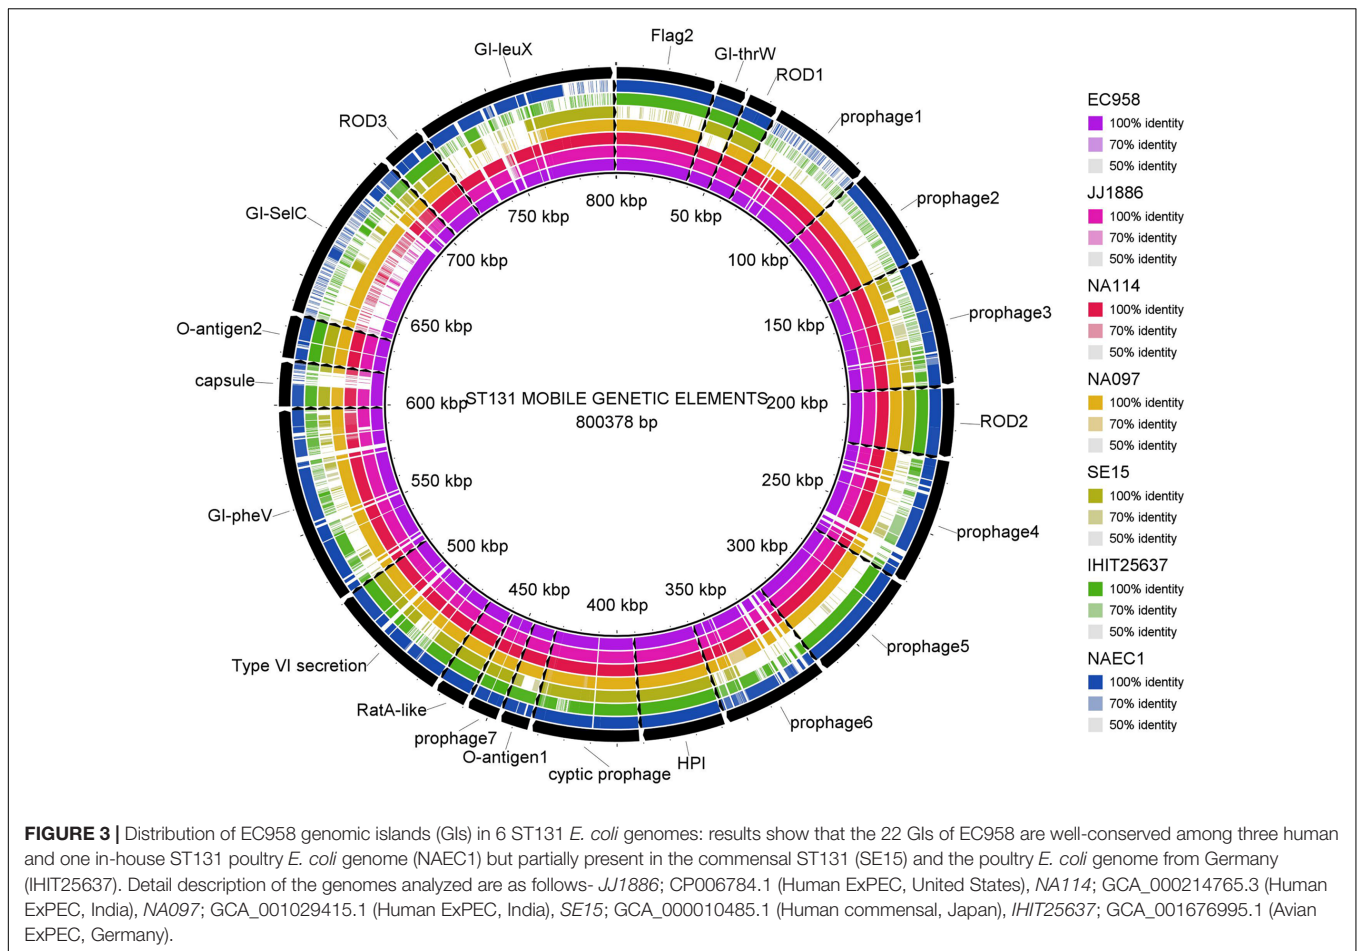 GI-leuX
Flag2
GI-thrW
ROD1
ROD3
prophage1
prophage2
GI-SelC
prophage3
O-antigen2
capsule
ROD2
GI-pheV
prophage4
prophage5
Type VI secretion
RatA-like
prophage6
prophage7
O-antigen1
HPI
cyptic prophage
800 kbp
50 kbp
100 kbp
150 kbp
200 kbp
250 kbp
300 kbp
350 kbp
400 kbp
450 kbp
500 kbp
550 kbp
600 kbp
650 kbp
700 kbp
750 kbp
ST131 MOBILE GENETIC ELEMENTS
800378 bp
EC958
100% identity
70% identity
50% identity
JJ1886
100% identity
70% identity
50% identity
NA114
100% identity
70% identity
50% identity
NA097
100% identity
70% identity
50% identity
SE15
100% identity
70% identity
50% identity
IHIT25637
100% identity
70% identity
50% identity
NAEC1
100% identity
70% identity
50% identity
FIGURE 3 | Distribution of EC958 genomic islands (GIs) in 6 ST131 E. coli genomes: results show that the 22 GIs of EC958 are well-conserved among three human
and one in-house ST131 poultry E. coli genome (NAEC1) but partially present in the commensal ST131 (SE15) and the poultry E. coli genome from Germany
(IHIT25637). Detail description of the genomes analyzed are as follows- JJ1886; CP006784.1 (Human ExPEC, United States), NA114; GCA_000214765.3 (Human
ExPEC, India), NA097; GCA_001029415.1 (Human ExPEC, India), SE15; GCA_000010485.1 (Human commensal, Japan), IHIT25637; GCA_001676995.1 (Avian
ExPEC, Germany).